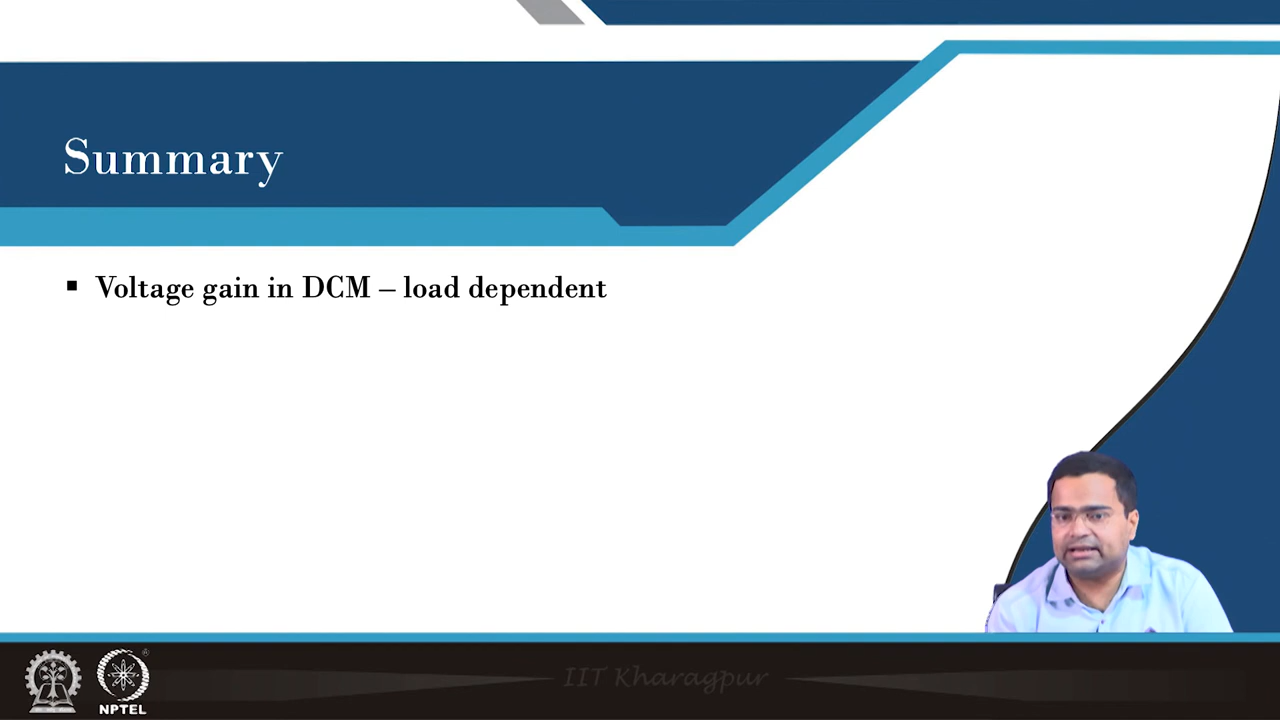 Summary
▪ Voltage gain in DCM – load dependent
IIT Kharagpur
NPTEL